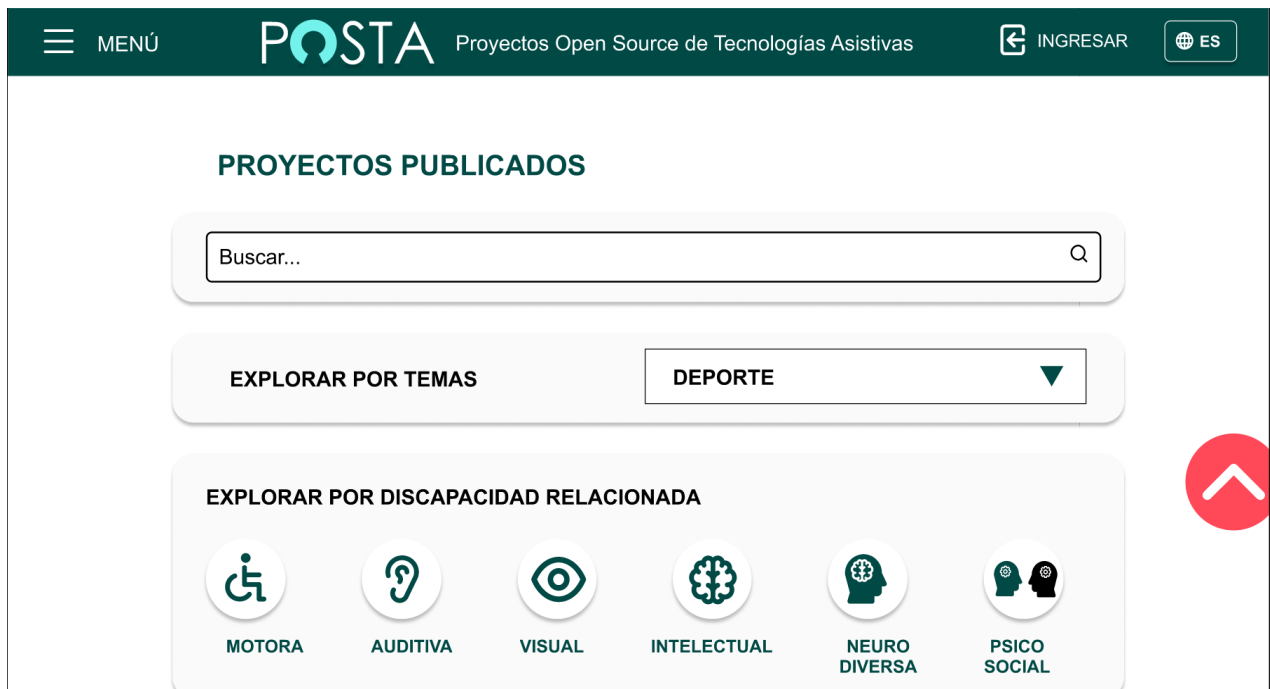 MENÚ
POSTA
Proyectos Open Source de Tecnologías Asistivas
INGRESAR
ES
PROYECTOS PUBLICADOS
Buscar...
EXPLORAR POR TEMAS
DEPORTE
EXPLORAR POR DISCAPACIDAD RELACIONADA
MOTORA
AUDITIVA
VISUAL
INTELECTUAL
NEURO
DIVERSA
PSICO
SOCIAL